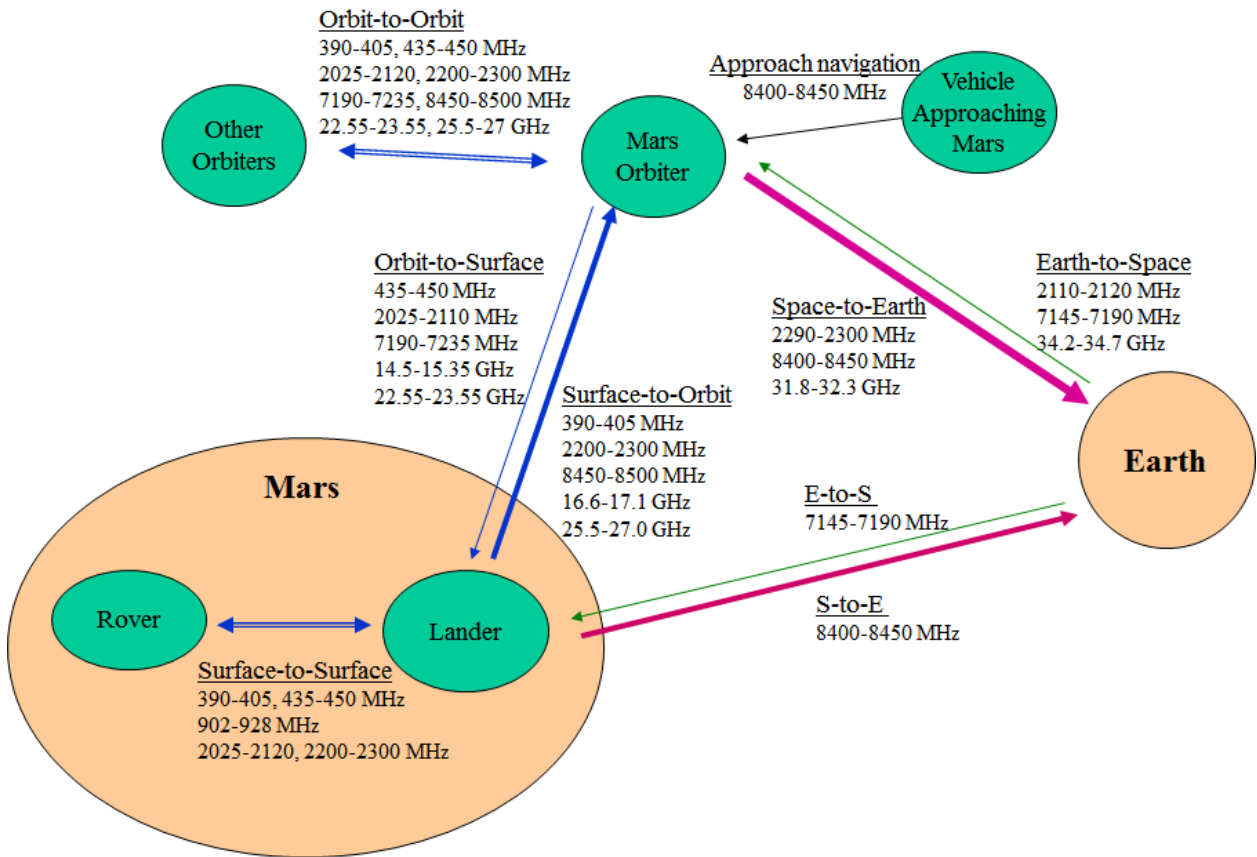 Orbit-to-Orbit
390-405, 435-450 MHz
2025-2120, 2200-2300 MHz
7190-7235, 8450-8500 MHz
22.55-23.55, 25.5-27 GHz
Approach navigation
8400-8450 MHz
Vehicle
Approaching
Mars
Other
Orbiters
Mars
Orbiter
Orbit-to-Surface
435-450 MHz
2025-2110 MHz
7190-7235 MHz
14.5-15.35 GHz
22.55-23.55 GHz
Space-to-Earth
2290-2300 MHz
8400-8450 MHz
31.8-32.3 GHz
Earth-to-Space
2110-2120 MHz
7145-7190 MHz
34.2-34.7 GHz
Surface-to-Orbit
390-405 MHz
2200-2300 MHz
8450-8500 MHz
16.6-17.1 GHz
25.5-27.0 GHz
Mars
Earth
E-to-S
7145-7190 MHz
S-to-E
8400-8450 MHz
Rover
Lander
Surface-to-Surface
390-405, 435-450 MHz
902-928 MHz
2025-2120, 2200-2300 MHz